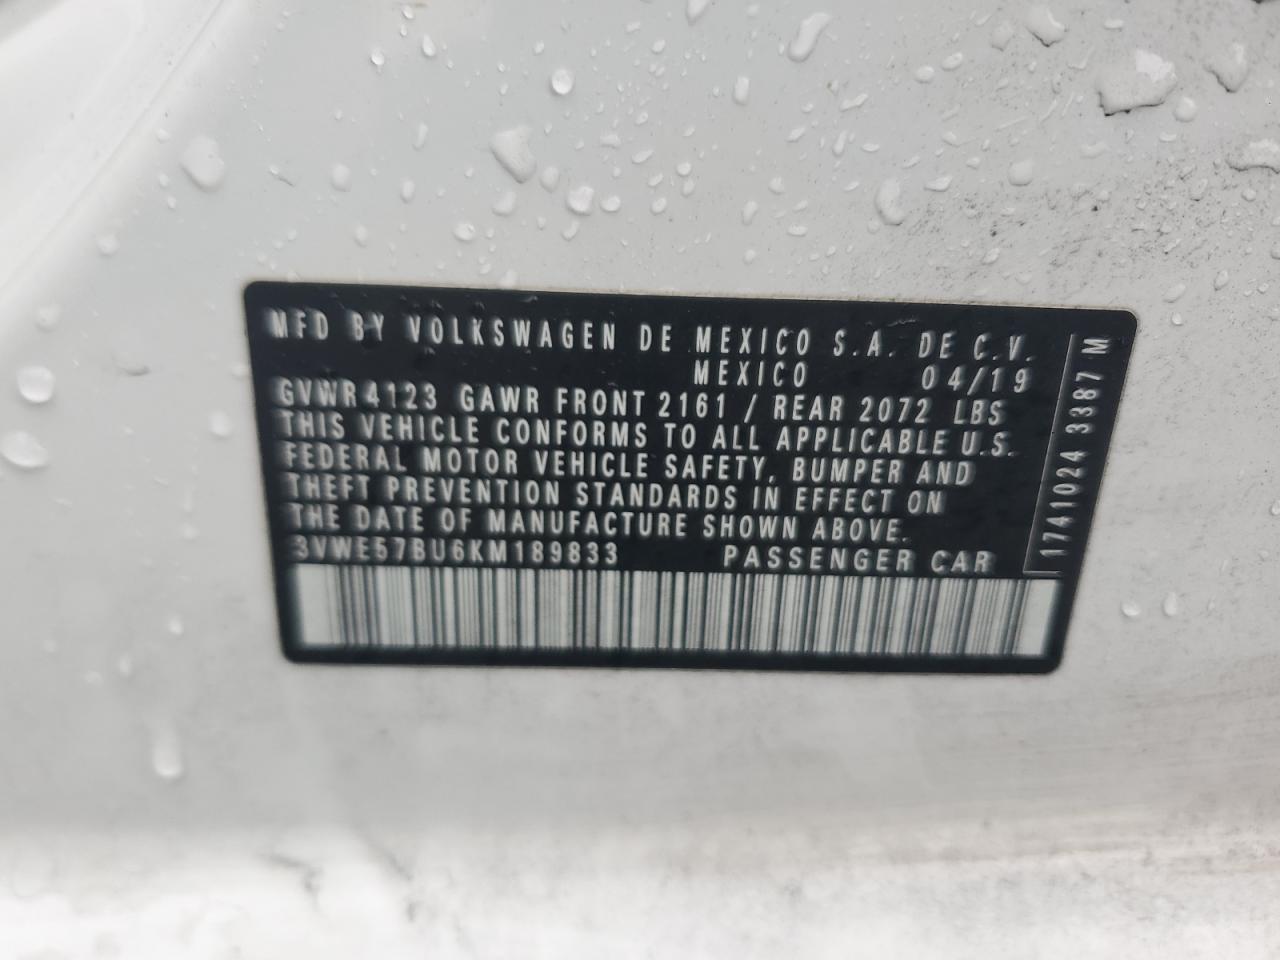 MFD BY VOLKSWAGEN DE MEXICO S.A. DE C.V.
MEXICO 04/19
GVWR 4123 GAWR FRONT 2161 / REAR 2072 LBS
THIS VEHICLE CONFORMS TO ALL APPLICABLE U.S.
FEDERAL MOTOR VEHICLE SAFETY, BUMPER AND
THEFT PREVENTION STANDARDS IN EFFECT ON
THE DATE OF MANUFACTURE SHOWN ABOVE.
3VWE57BU6KM189833 PASSENGER CAR
1741024 3387 M